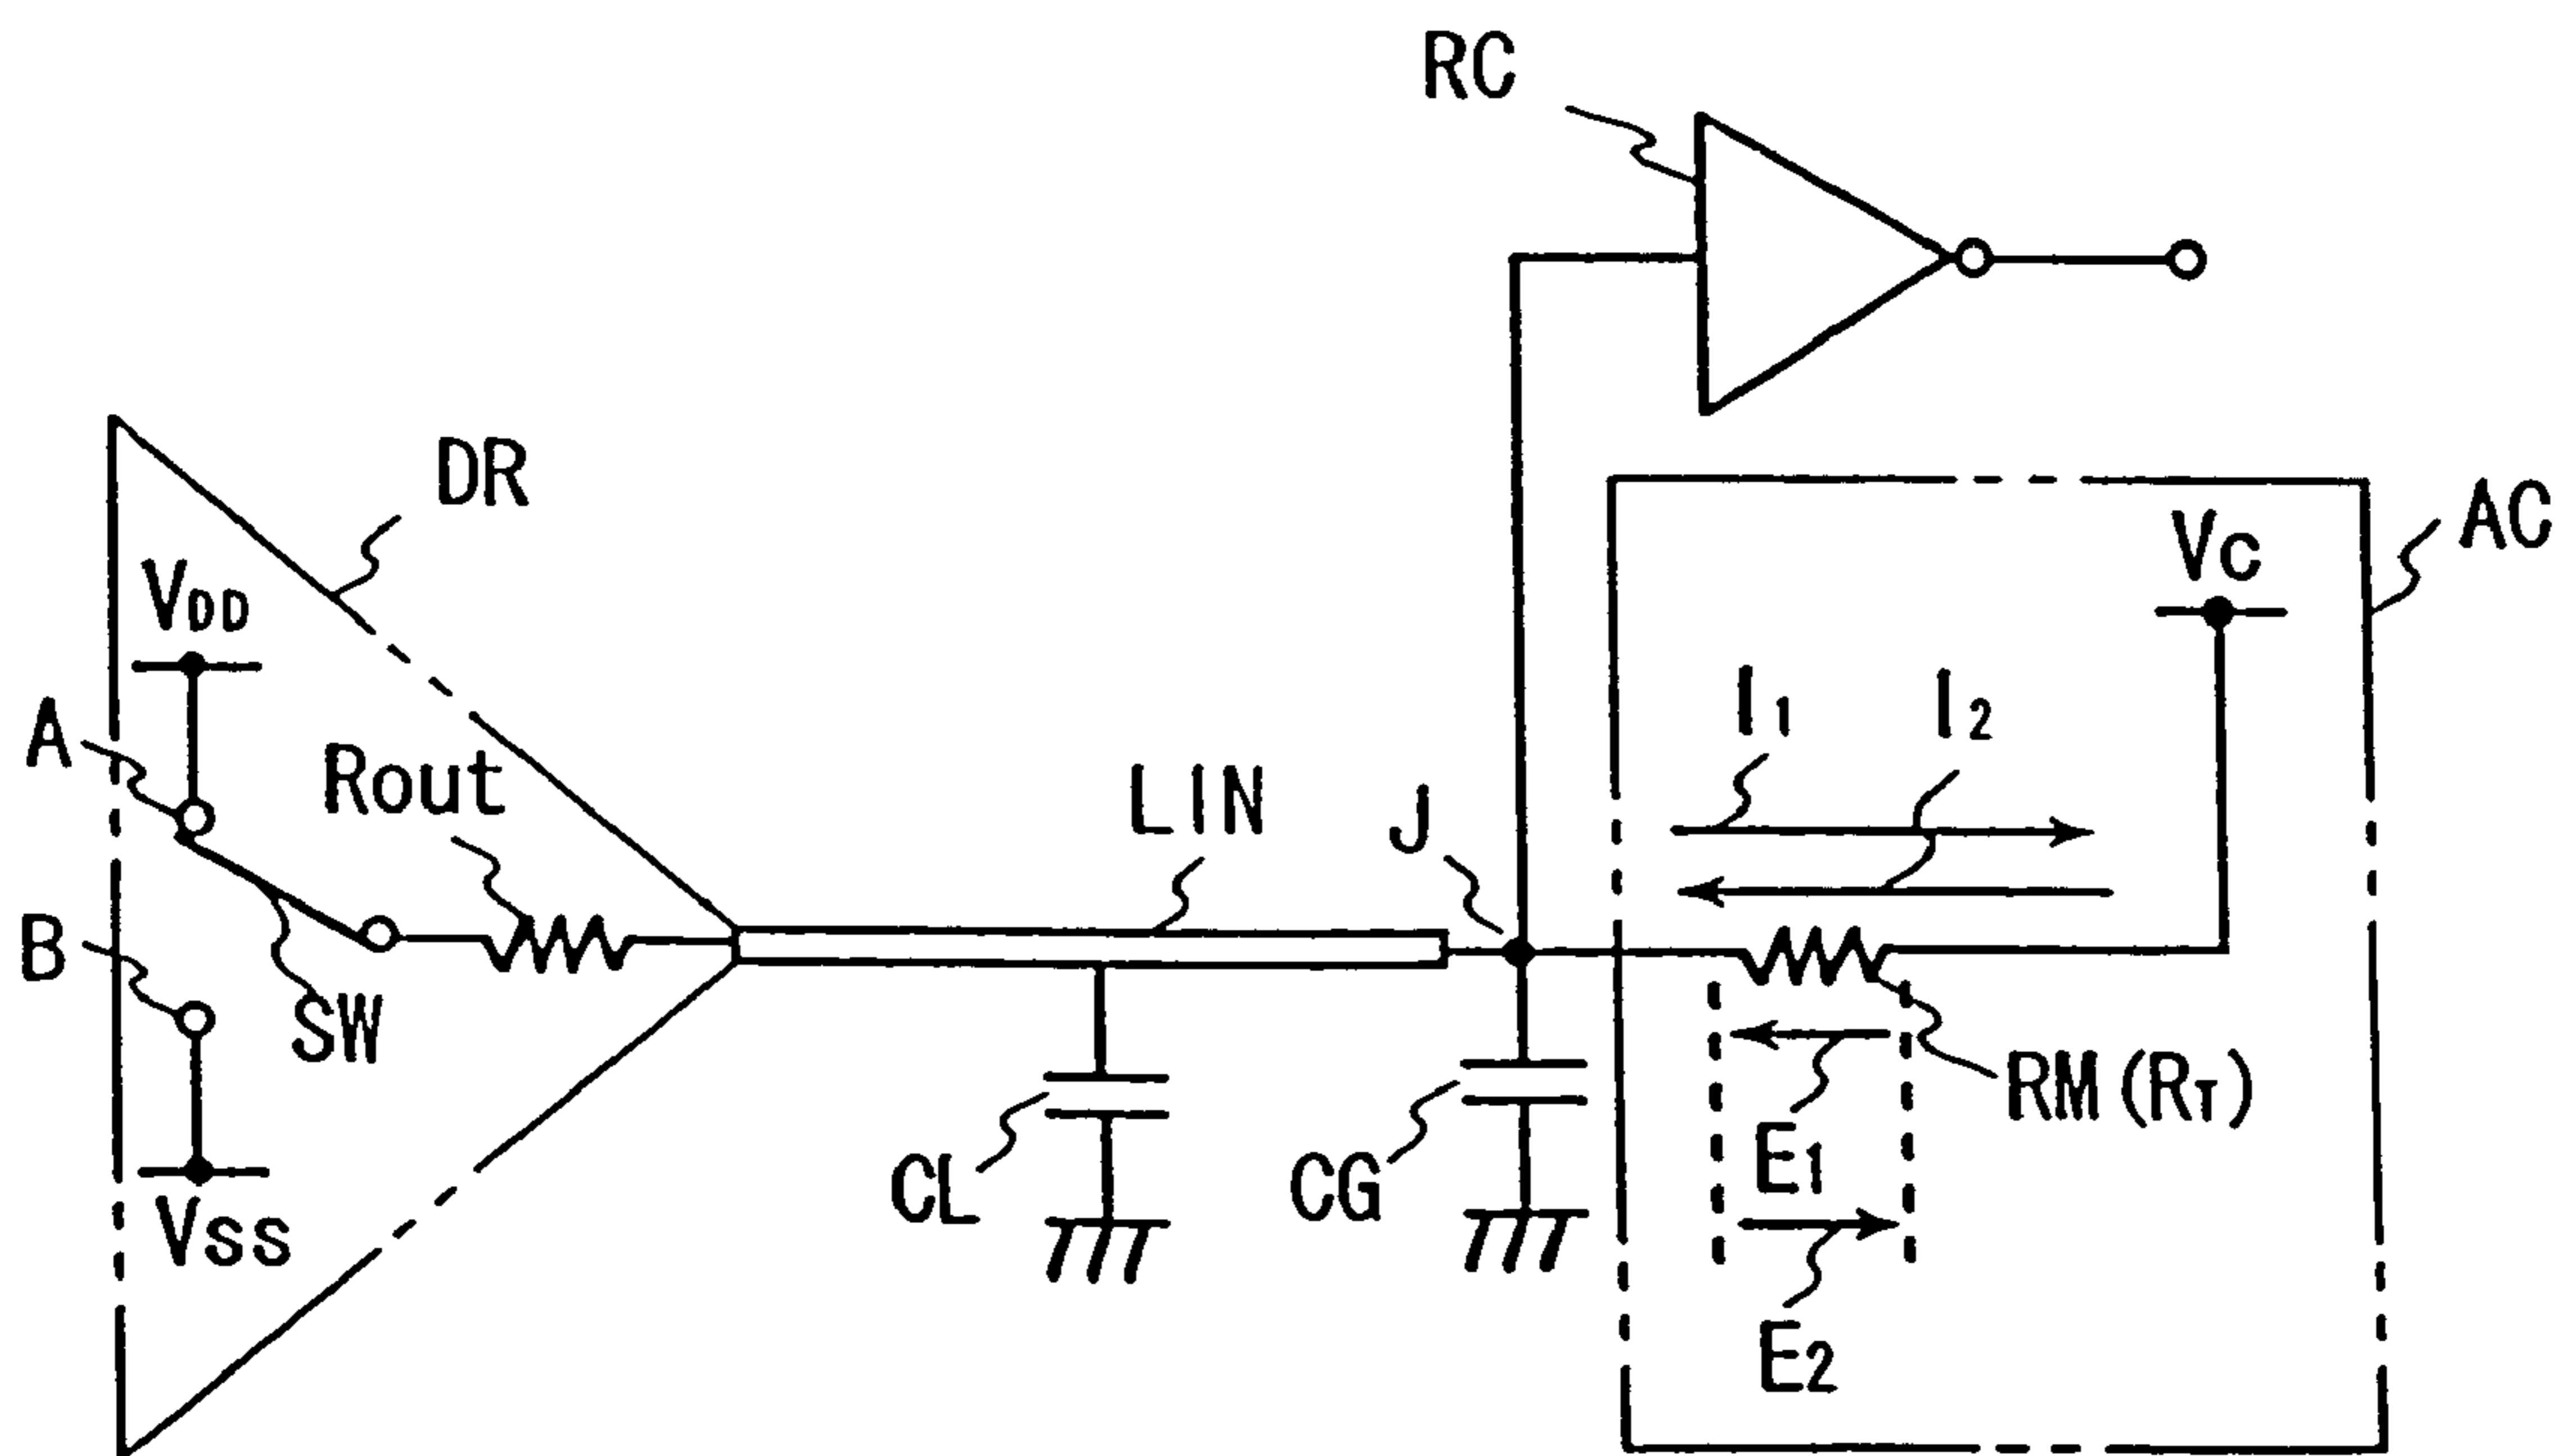 RC
DR
AC
VDD
VC
A
Rout
I1
I2
LIN
J
B
SW
RM(RT)
CL
CG
E1
VSS
E2